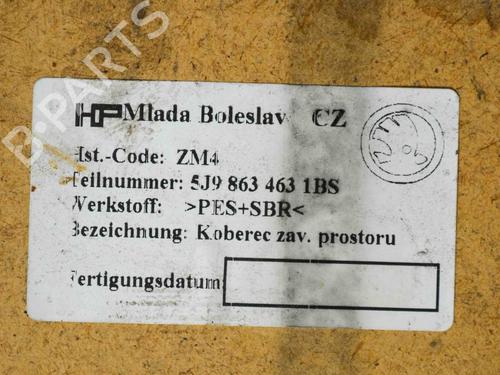 B-PARTS
HP Mlada Boleslav CZ
Hst.-Code: ZM4
Teilnummer: 5J9 863 463 1BS
Werkstoff: >PES+SBR<
Bezeichnung: Koberec zav. prostoru
Fertigungsdatum: